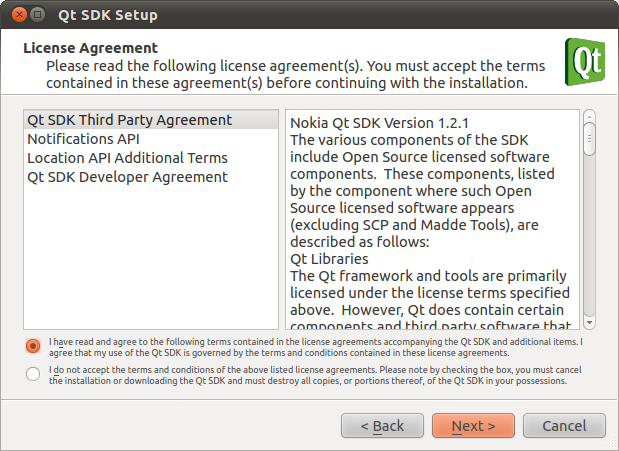 Qt SDK Setup
License Agreement
Please read the following license agreement(s). You must accept the terms
contained in these agreement(s) before continuing with the installation.
Qt
Qt SDK Third Party Agreement
Notifications API
Location API Additional Terms
Qt SDK Developer Agreement
Nokia Qt SDK Version 1.2.1
The various components of the SDK
include Open Source licensed software
components.  These components, listed
by the component where such Open
Source licensed software appears
(excluding SCP and Madde Tools), are
described as follows:
Qt Libraries
The Qt framework and tools are primarily
licensed under the license terms specified
above.  However, Qt does contain certain
components and third party software that
I have read and agree to the following terms contained in the license agreements accompanying the Qt SDK and additional items. I
agree that my use of the Qt SDK is governed by the terms and conditions contained in these license agreements.
I do not accept the terms and conditions of the above listed license agreements. Please note by checking the box, you must cancel
the installation or downloading the Qt SDK and must destroy all copies, or portions thereof, of the Qt SDK in your possessions.
< Back
Next >
Cancel